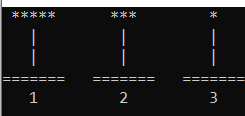 *****      ***        *
  |         |         |
  |         |         |
=======  =======  =======
   1        2        3